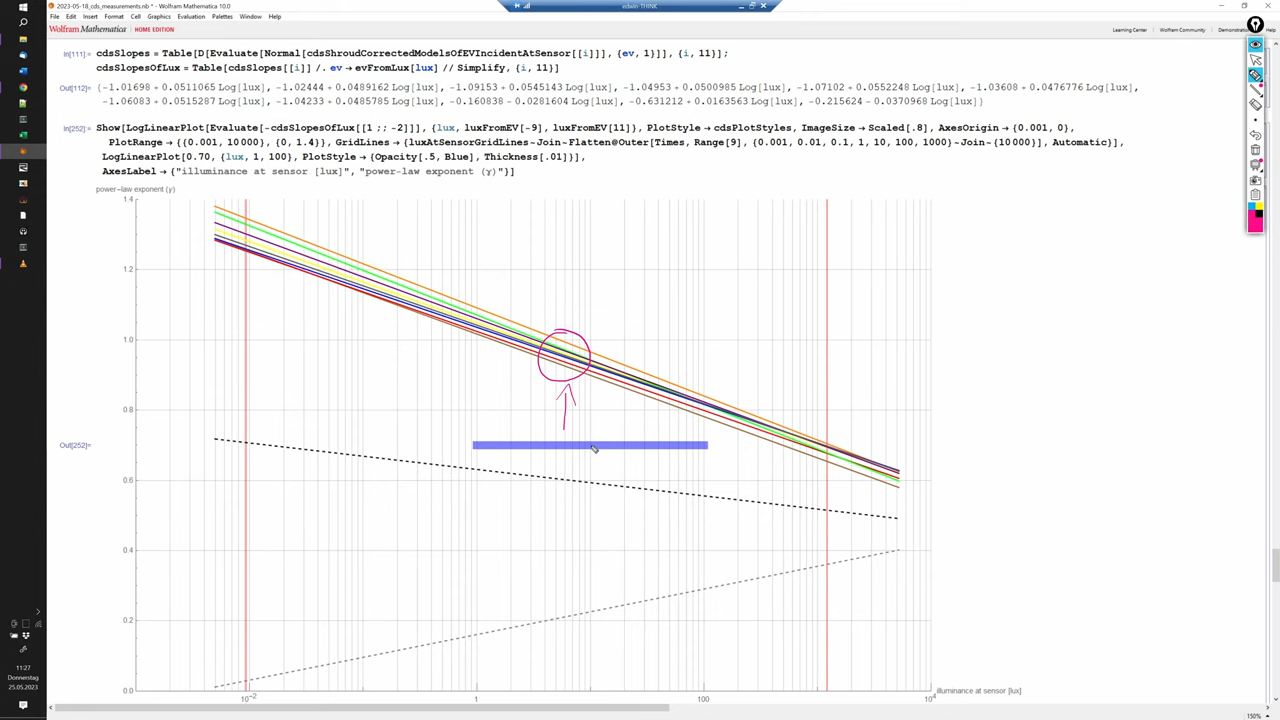 2023-05-18_cds_measurements.nb * - Wolfram Mathematica 10.0
edwin-THINK
File Edit Insert Format Cell Graphics Evaluation Palettes Window Help
Wolfram Mathematica | HOME EDITION
Learning Center | Wolfram Community |
In[111]:= cdsSlopes = Table[D[Evaluate[Normal[cdsShroudCorrectedModelsOfEVIncidentAtSensor[[i]]], {ev, 1}]], {i, 11}];
cdsSlopesOfLux = Table[cdsSlopes[[i]] /. ev → evFromLux[lux] // Simplify, {i, 11}]
Out[112]= {-1.01698 + 0.0511065 Log[lux], -1.02444 + 0.0489162 Log[lux], -1.09153 + 0.0545143 Log[lux], -1.04953 + 0.0500985 Log[lux], -1.07102 + 0.0552248 Log[lux], -1.03608 + 0.0476776 Log[lux],
-1.06083 + 0.0515287 Log[lux], -1.04233 + 0.0485785 Log[lux], -0.160838 - 0.0281604 Log[lux], -0.631212 + 0.0163563 Log[lux], -0.215624 - 0.0370968 Log[lux]}
In[252]:= Show[LogLinearPlot[Evaluate[-cdsSlopesOfLux[[1 ;; -2]]], {lux, luxFromEV[-9], luxFromEV[11]}, PlotStyle → cdsPlotStyles, ImageSize → Scaled[.8], AxesOrigin → {0.001, 0},
PlotRange → {{0.001, 10000}, {0, 1.4}}, GridLines → {luxAtSensorGridLines~Join~Flatten@Outer[Times, Range[9], {0.001, 0.01, 0.1, 1, 10, 100, 1000}~Join~{10000}], Automatic}],
LogLinearPlot[0.70, {lux, 1, 100}, PlotStyle → {Opacity[.5, Blue], Thickness[.01]}],
AxesLabel → {"illuminance at sensor [lux]", "power-law exponent (γ)"}]
power-law exponent (γ)
1.4
1.2
1.0
0.8
Out[252]=
0.6
0.4
0.2
0.0
10-2 1 100 104
illuminance at sensor [lux]
11:27
Donnerstag
25.05.2023
150%